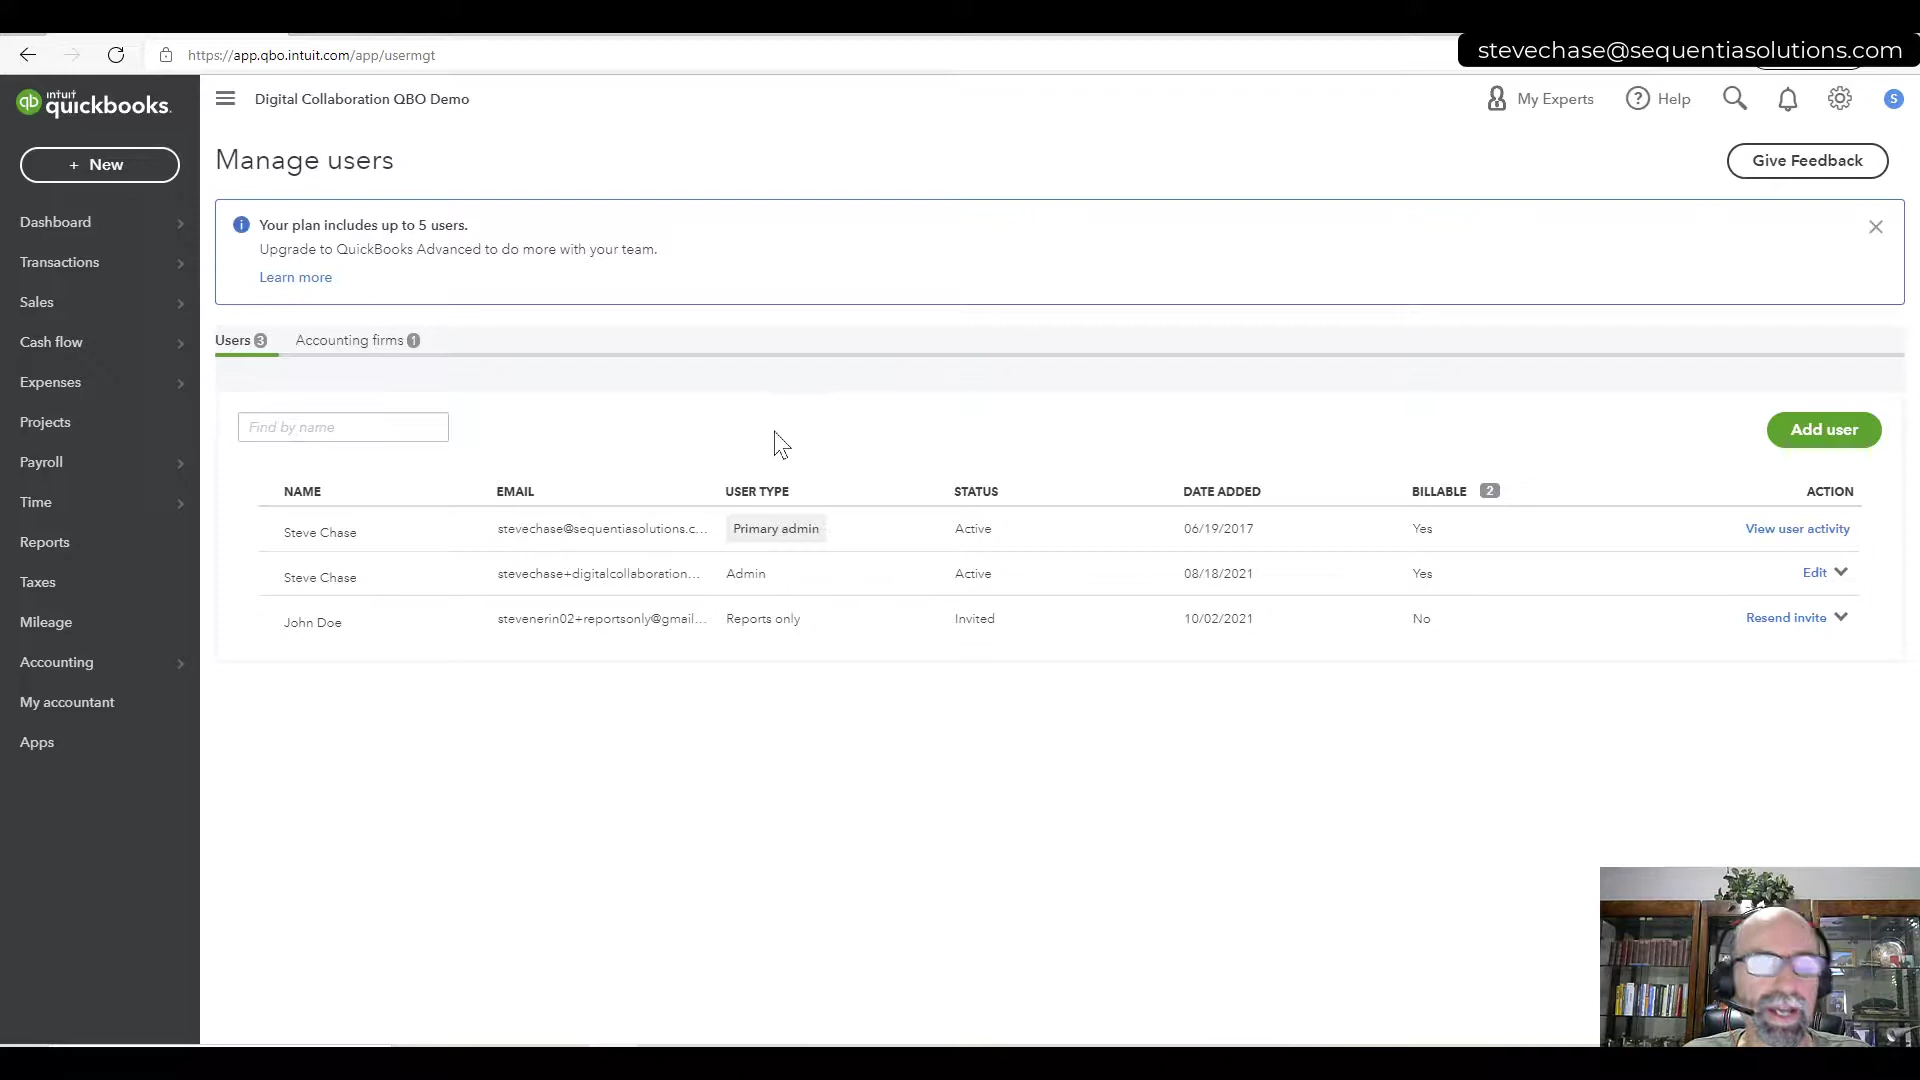 https://app.qbo.intuit.com/app/usermgt
stevechase@sequentiasolutions.com
qb intuit quickbooks.
Digital Collaboration QBO Demo
My Experts
Help
S
+ New
Dashboard
Transactions
Sales
Cash flow
Expenses
Projects
Payroll
Time
Reports
Taxes
Mileage
Accounting
My accountant
Apps
Manage users
Give Feedback
Your plan includes up to 5 users.
Upgrade to QuickBooks Advanced to do more with your team.
Learn more
Users 3 Accounting firms 1
Find by name
Add user
NAME EMAIL USER TYPE STATUS DATE ADDED BILLABLE 2 ACTION
Steve Chase stevechase@sequentiasolutions.c... Primary admin Active 06/19/2017 Yes View user activity
Steve Chase stevechase+digitalcollaboration... Admin Active 08/18/2021 Yes Edit
John Doe stevenerin02+reportsonly@gmail... Reports only Invited 10/02/2021 No Resend invite